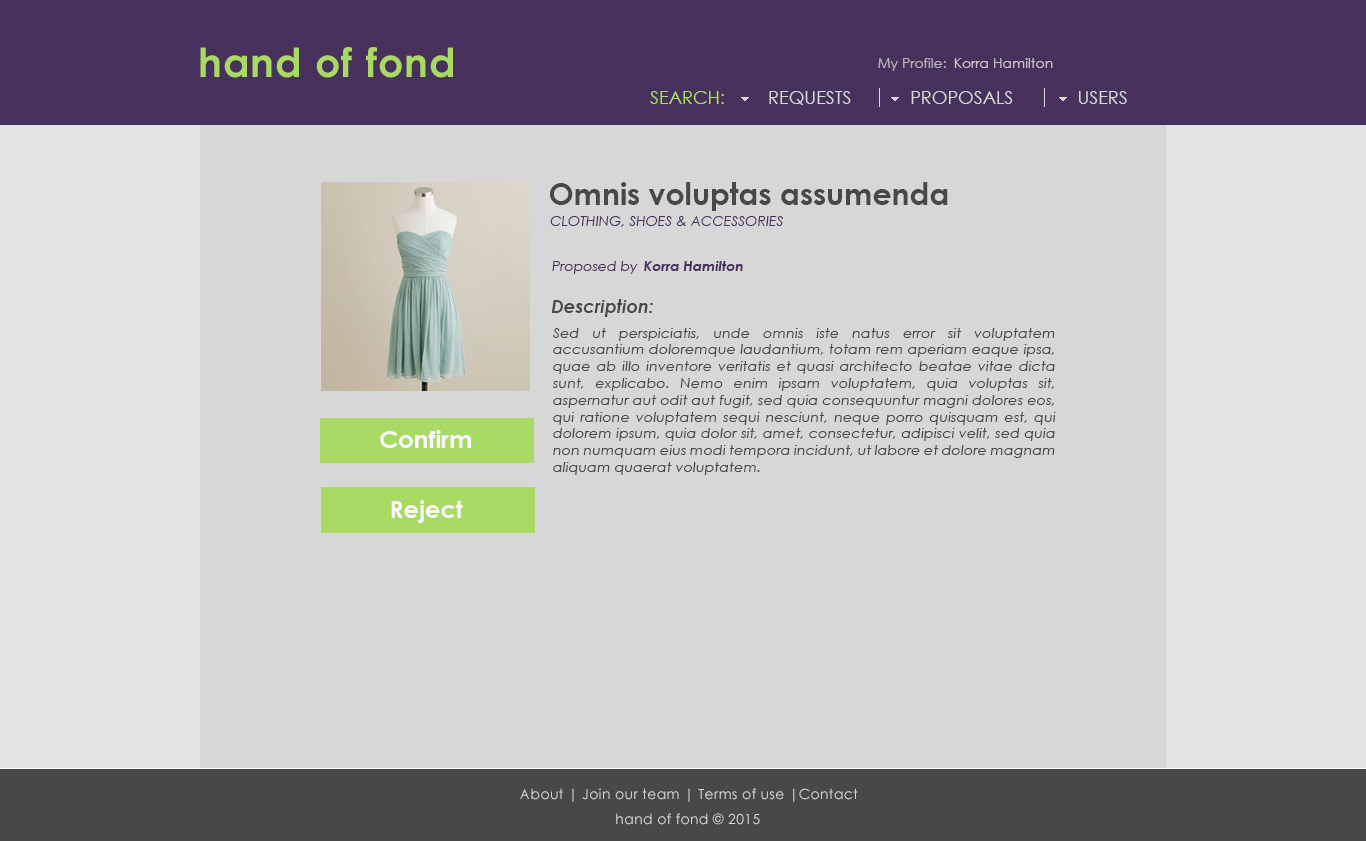 hand of fond
My Profile: Korra Hamilton
SEARCH: REQUESTS PROPOSALS USERS
Omnis voluptas assumenda
CLOTHING, SHOES & ACCESSORIES
Proposed by Korra Hamilton
Description:
Sed ut perspiciatis, unde omnis iste natus error sit voluptatem
accusantium doloremque laudantium, totam rem aperiam eaque ipsa,
quae ab illo inventore veritatis et quasi architecto beatae vitae dicta
sunt, explicabo. Nemo enim ipsam voluptatem, quia voluptas sit,
aspernatur aut odit aut fugit, sed quia consequuntur magni dolores eos,
qui ratione voluptatem sequi nesciunt, neque porro quisquam est, qui
dolorem ipsum, quia dolor sit, amet, consectetur, adipisci velit, sed quia
non numquam eius modi tempora incidunt, ut labore et dolore magnam
aliquam quaerat voluptatem.
Confirm
Reject
About | Join our team | Terms of use |Contact
hand of fond © 2015